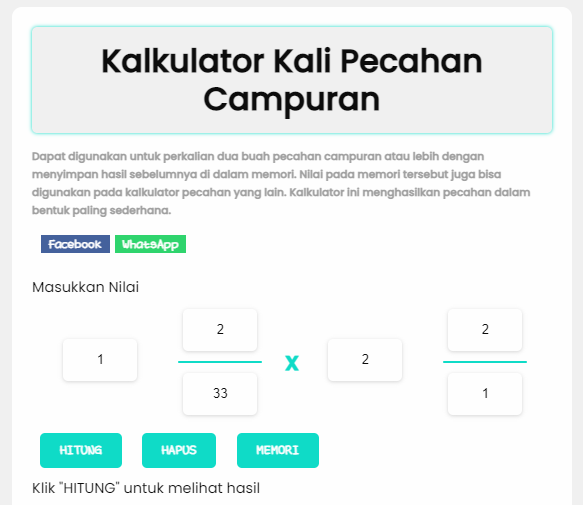 Kalkulator Kali Pecahan
Campuran
Dapat digunakan untuk perkalian dua buah pecahan campuran atau lebih dengan
menyimpan hasil sebelumnya di dalam memori. Nilai pada memori tersebut juga bisa
digunakan pada kalkulator pecahan yang lain. Kalkulator ini menghasilkan pecahan dalam
bentuk paling sederhana.
Facebook WhatsApp
Masukkan Nilai
2 2
1 x 2
33 1
HITUNG HAPUS MEMORI
Klik "HITUNG" untuk melihat hasil